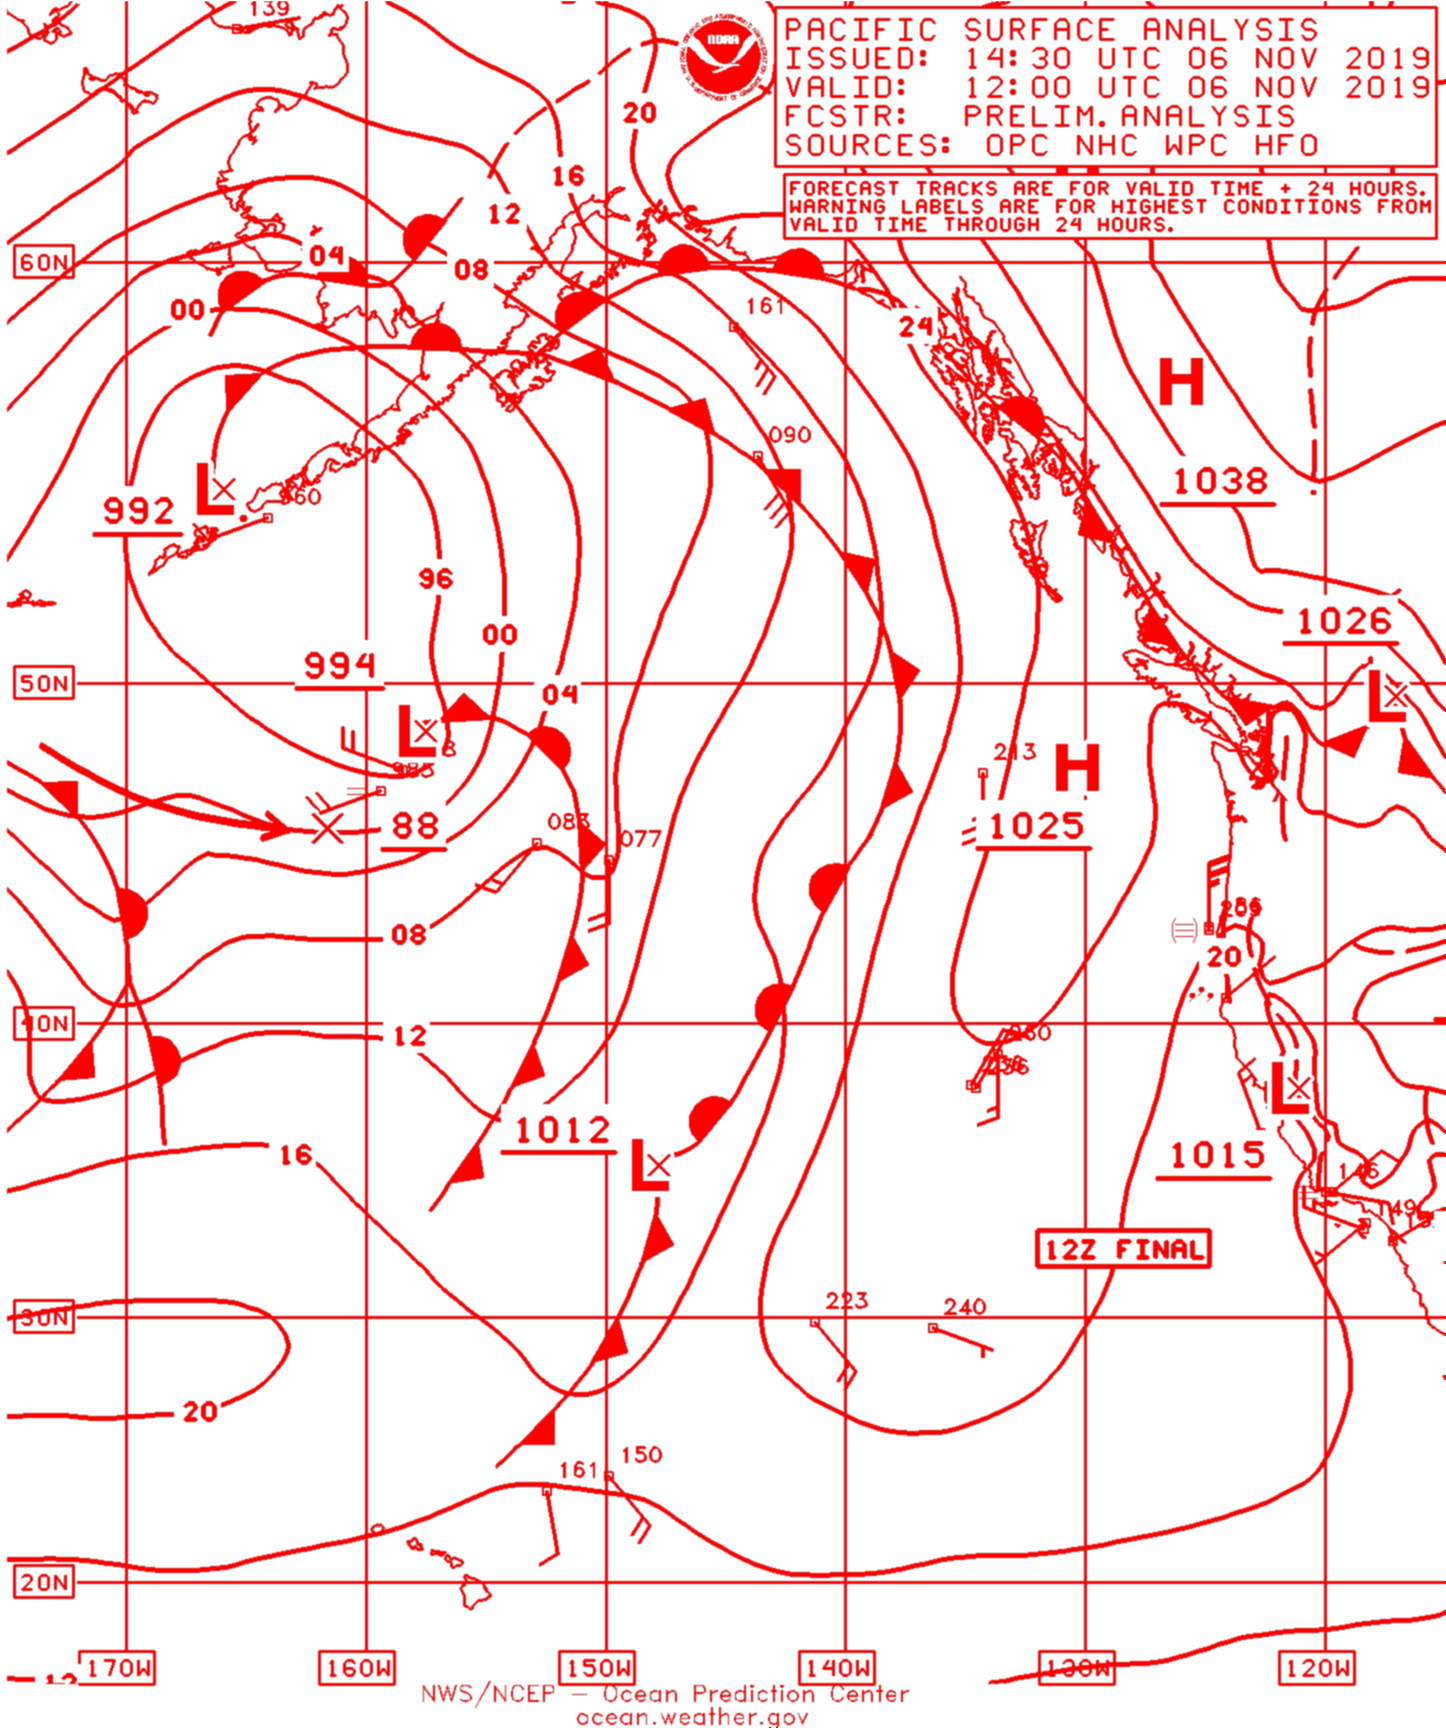 139
NOAA
PACIFIC SURFACE ANALYSIS
ISSUED: 14:30 UTC 06 NOV 2019
VALID: 12:00 UTC 06 NOV 2019
FCSTR: PRELIM. ANALYSIS
SOURCES: OPC NHC WPC HFO
FORECAST TRACKS ARE FOR VALID TIME + 24 HOURS.
WARNING LABELS ARE FOR HIGHEST CONDITIONS FROM
VALID TIME THROUGH 24 HOURS.
20
16
12
04
08
60N
00
161
24
H
090
1038
L
992
96
00
1026
994
50N
04
L
L
213
H
88
077
1025
08
20
40N
12
L
1012
16
L
1015
146
12Z FINAL
223
240
30N
20
150
161
20N
170W
160W
150W
140W
130W
120W
NWS/NCEP – Ocean Prediction Center
ocean.weather.gov